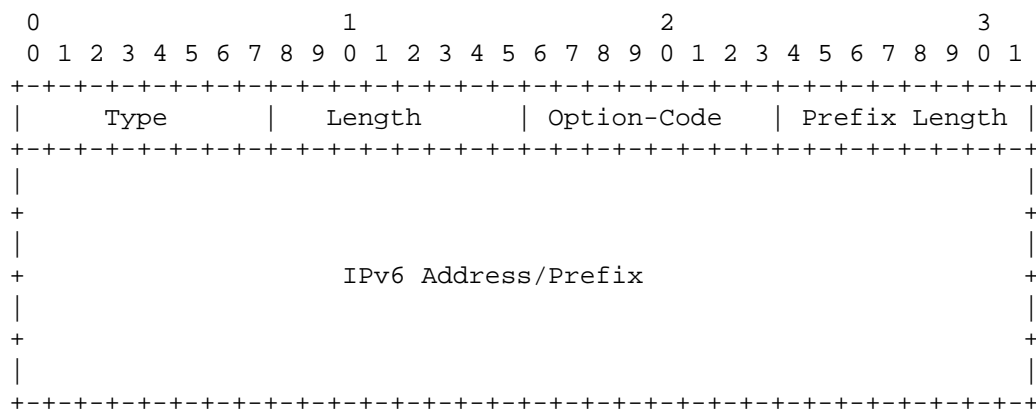 0                   1                   2                   3
 0 1 2 3 4 5 6 7 8 9 0 1 2 3 4 5 6 7 8 9 0 1 2 3 4 5 6 7 8 9 0 1
+-+-+-+-+-+-+-+-+-+-+-+-+-+-+-+-+-+-+-+-+-+-+-+-+-+-+-+-+-+-+-+-+
|     Type      |   Length      | Option-Code   | Prefix Length |
+-+-+-+-+-+-+-+-+-+-+-+-+-+-+-+-+-+-+-+-+-+-+-+-+-+-+-+-+-+-+-+-+
|                                                               |
+                                                               +
|                                                               |
+                    IPv6 Address/Prefix                        +
|                                                               |
+                                                               +
|                                                               |
+-+-+-+-+-+-+-+-+-+-+-+-+-+-+-+-+-+-+-+-+-+-+-+-+-+-+-+-+-+-+-+-+